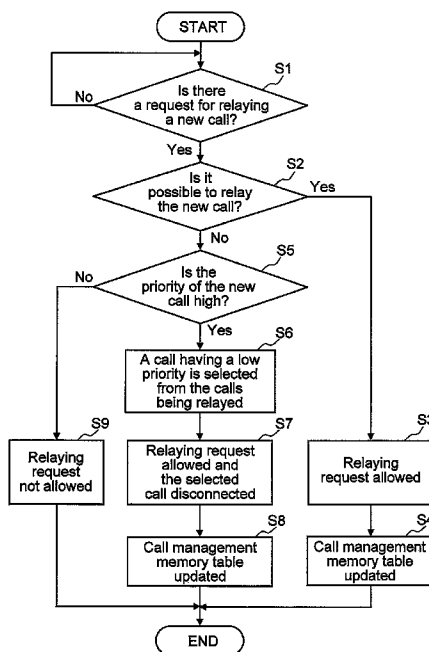 START
S1
Is there
a request for relaying
a new call?
No
Yes
S2
Is it
possible to relay
the new call?
Yes
No
S5
Is the
priority of the new
call high?
No
Yes
S6
A call having a low
priority is selected
from the calls
being relayed
S9
Relaying
request
not allowed
S7
Relaying request
allowed and
the selected
call disconnected
S3
Relaying
request allowed
S8
Call management
memory table
updated
S4
Call management
memory table
updated
END